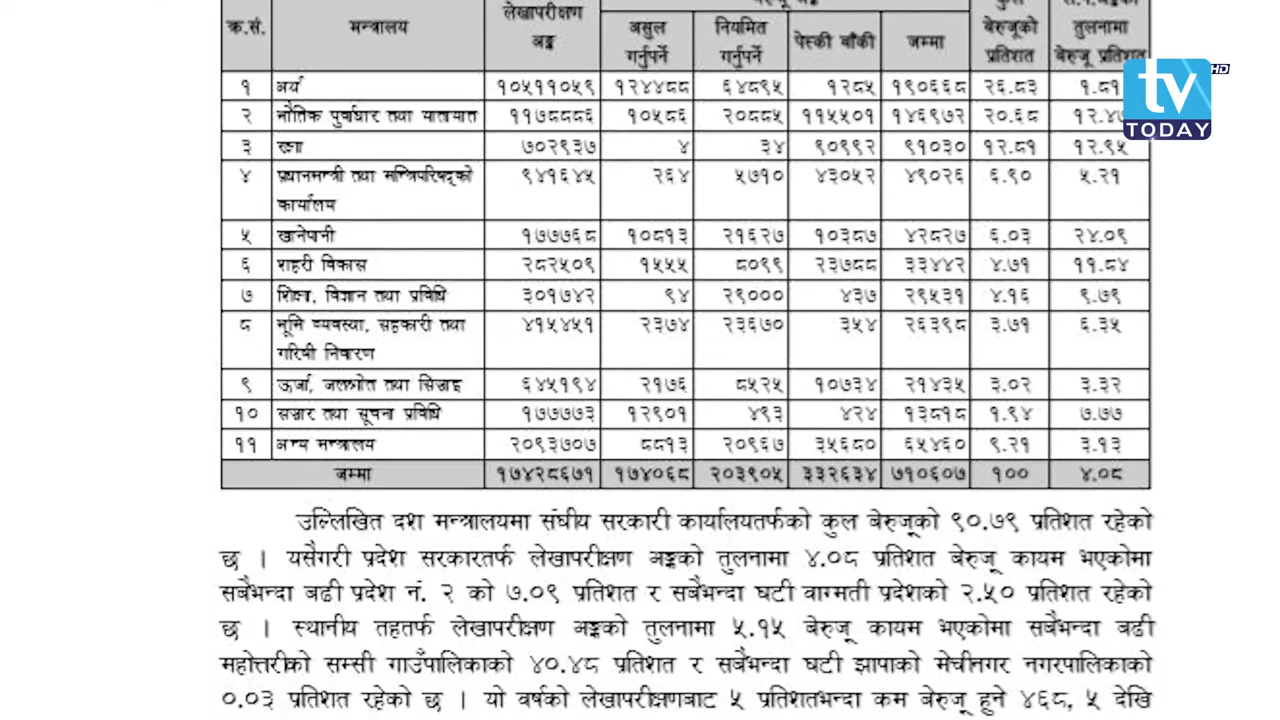 क्र.सं. मन्त्रालय लेखापरीक्षण अङ्क असुल गर्नुपर्ने नियमित गर्नुपर्ने पेस्की बाँकी जम्मा बेरुजूको प्रतिशत तुलनामा बेरुजू प्रतिशत
१ अर्थ १०५११०५९ १२४४८८ ६४८९५ १२८५ १९०६६८ २६.८३ १.८१
२ भौतिक पुर्वाधार तथा यातायात ११७८८८६ १०५८६ २०८८५ ११५५०१ १४६९७२ २०.६८ १२.४७
३ रक्षा ७०२९३७ ४ ३४ ९०९९२ ९१०३० १२.८१ १२.९५
४ प्रधानमन्त्री तथा मन्त्रिपरिषद्को ९४१६४५ २६४ ५७१० ४३०५२ ४९०२६ ६.९० ५.२१
कार्यालय
५ खानेपानी १७७७६८ १०८१३ २१६२७ १०३८७ ४२८२७ ६.०३ २४.०९
६ शहरी विकास २८२५०९ १५५५ ८०९९ २३७८८ ३३४४२ ४.७१ ११.८४
७ शिक्षा, विज्ञान तथा प्रविधि ३०१७४२ ९४ २९००० ४३७ २९५३१ ४.१६ ९.७९
८ भूमि व्यवस्था, सहकारी तथा ४१५४५१ २३७४ २३६७० ३५४ २६३९८ ३.७१ ६.३५
गरिवी निवारण
९ ऊर्जा, जलश्रोत तथा सिञ्चाइ ६४५१९४ २१७६ ८५२५ १०७३४ २१४३५ ३.०२ ३.३२
१० सञ्चार तथा सूचना प्रविधि १७७७७३ १२९०१ ४९३ ४२४ १३८१८ १.९४ ७.७७
११ अन्य मन्त्रालय २०९३७०७ ८८१३ २०९६७ ३५६८० ६५४६० ९.२१ ३.१३
जम्मा १७४२८६७१ १७४०६८ २०३९०५ ३३२६३४ ७१०६०७ १०० ४.०८
उल्लिखित दश मन्त्रालयमा संघीय सरकारी कार्यालयतर्फको कुल बेरुजूको ९०.७९ प्रतिशत रहेको
छ । यसैगरी प्रदेश सरकारतर्फ लेखापरीक्षण अङ्कको तुलनामा ४.०८ प्रतिशत बेरुजू कायम भएकोमा
सबैभन्दा बढी प्रदेश नं. २ को ७.०९ प्रतिशत र सबैभन्दा घटी वाग्मती प्रदेशको २.५० प्रतिशत रहेको
छ । स्थानीय तहतर्फ लेखापरीक्षण अङ्कको तुलनामा ५.१५ बेरुजू कायम भएकोमा सबैभन्दा बढी
महोत्तरीको सम्सी गाउँपालिकाको ४०.४८ प्रतिशत र सबैभन्दा घटी झापाको मेचीनगर नगरपालिकाको
०.०३ प्रतिशत रहेको छ । यो वर्षको लेखापरीक्षणबाट ५ प्रतिशतभन्दा कम बेरुजू हुने ४६८, ५ देखि
tv HD
TODAY